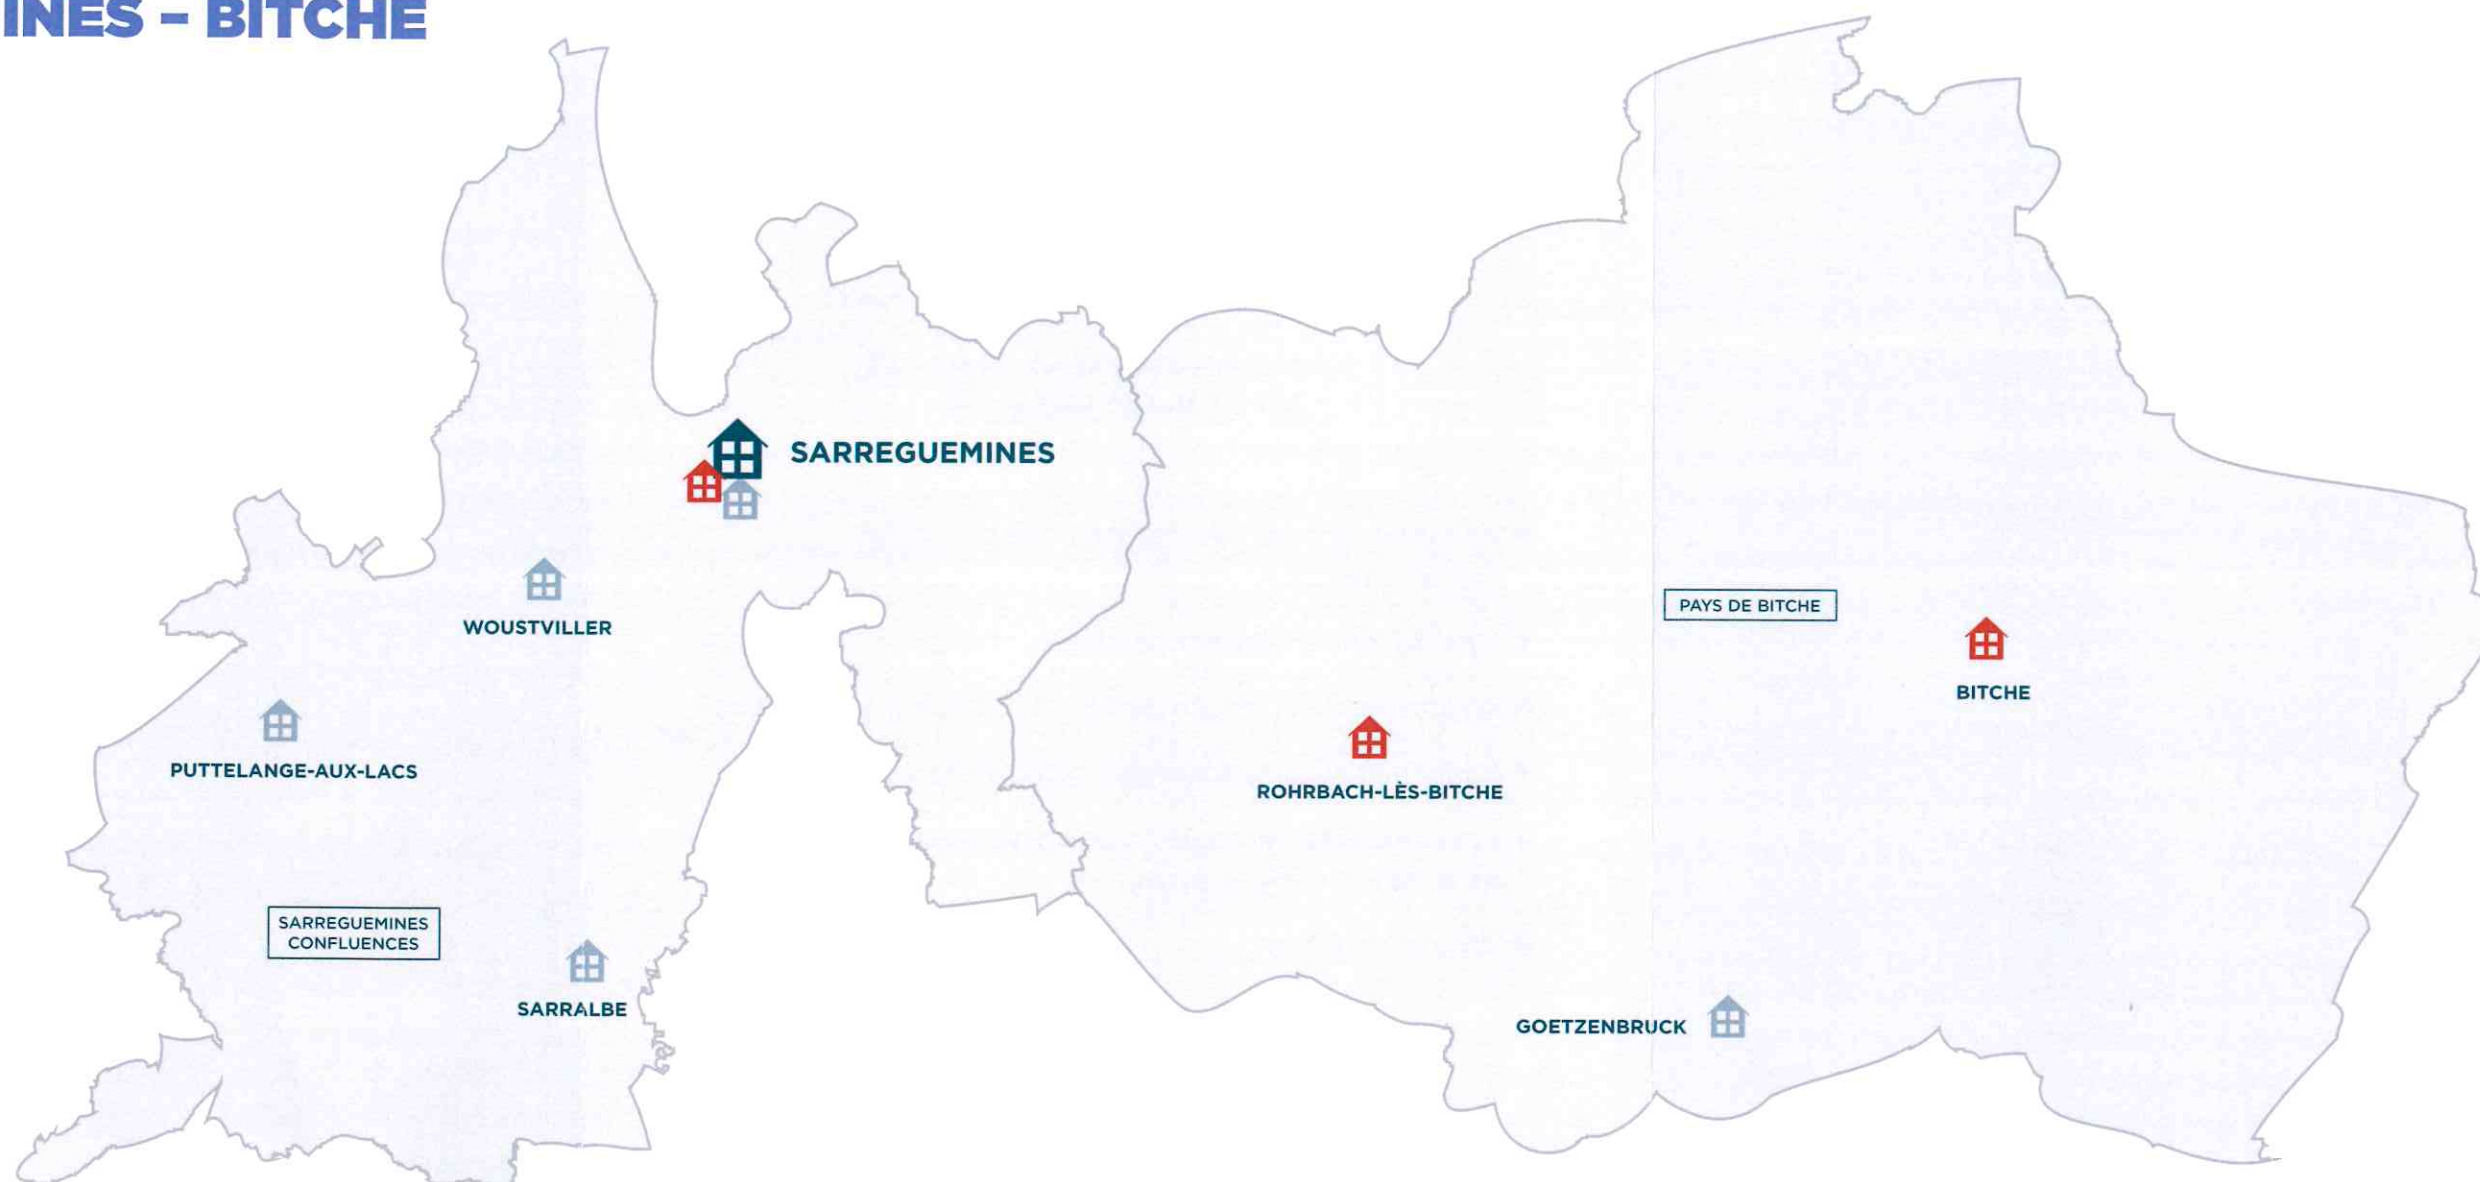 INES – BITCHE
SARREGUEMINES
WOUSTVILLER
PAYS DE BITCHE
BITCHE
PUTTELANGE-AUX-LACS
ROHRBACH-LÈS-BITCHE
SARREGUEMINES
CONFLUENCES
SARRALBE
GOETZENBRUCK